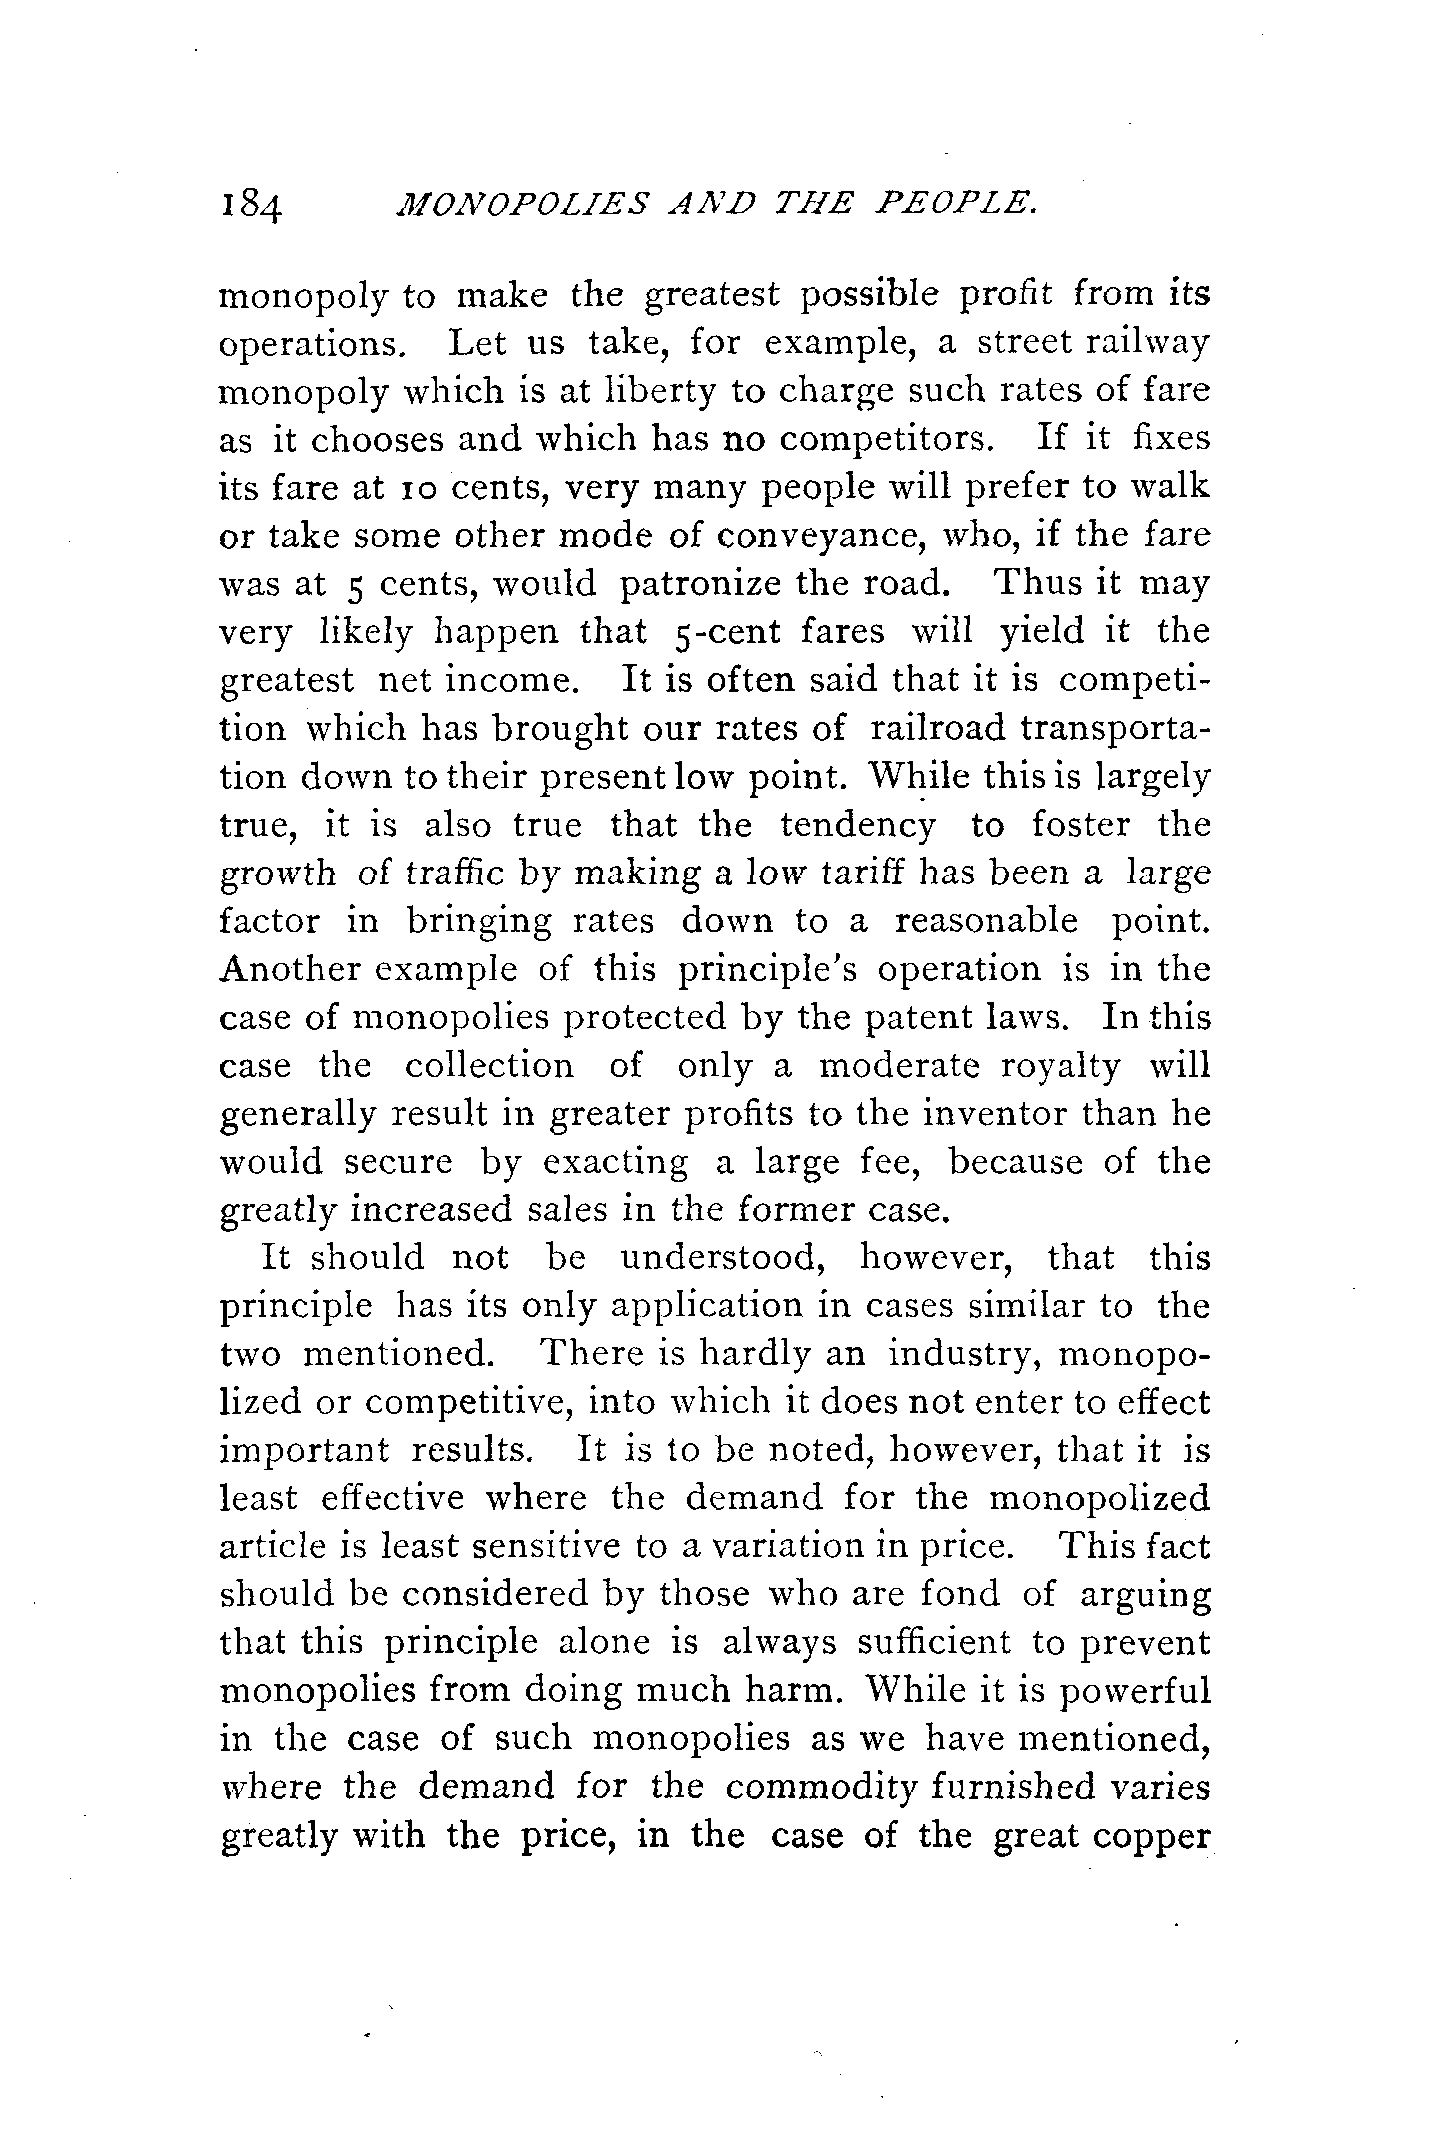 184 MONOPOLIES AND THE PEOPLE.
monopoly to make the greatest possible profit from its
operations. Let us take, for example, a street railway
monopoly which is at liberty to charge such rates of fare
as it chooses and which has no competitors. If it fixes
its fare at 10 cents, very many people will prefer to walk
or take some other mode of conveyance, who, if the fare
was at 5 cents, would patronize the road. Thus it may
very likely happen that 5-cent fares will yield it the
greatest net income. It is often said that it is competi-
tion which has brought our rates of railroad transporta-
tion down to their present low point. While this is largely
true, it is also true that the tendency to foster the
growth of traffic by making a low tariff has been a large
factor in bringing rates down to a reasonable point.
Another example of this principle's operation is in the
case of monopolies protected by the patent laws. In this
case the collection of only a moderate royalty will
generally result in greater profits to the inventor than he
would secure by exacting a large fee, because of the
greatly increased sales in the former case.
It should not be understood, however, that this
principle has its only application in cases similar to the
two mentioned. There is hardly an industry, monopo-
lized or competitive, into which it does not enter to effect
important results. It is to be noted, however, that it is
least effective where the demand for the monopolized
article is least sensitive to a variation in price. This fact
should be considered by those who are fond of arguing
that this principle alone is always sufficient to prevent
monopolies from doing much harm. While it is powerful
in the case of such monopolies as we have mentioned,
where the demand for the commodity furnished varies
greatly with the price, in the case of the great copper